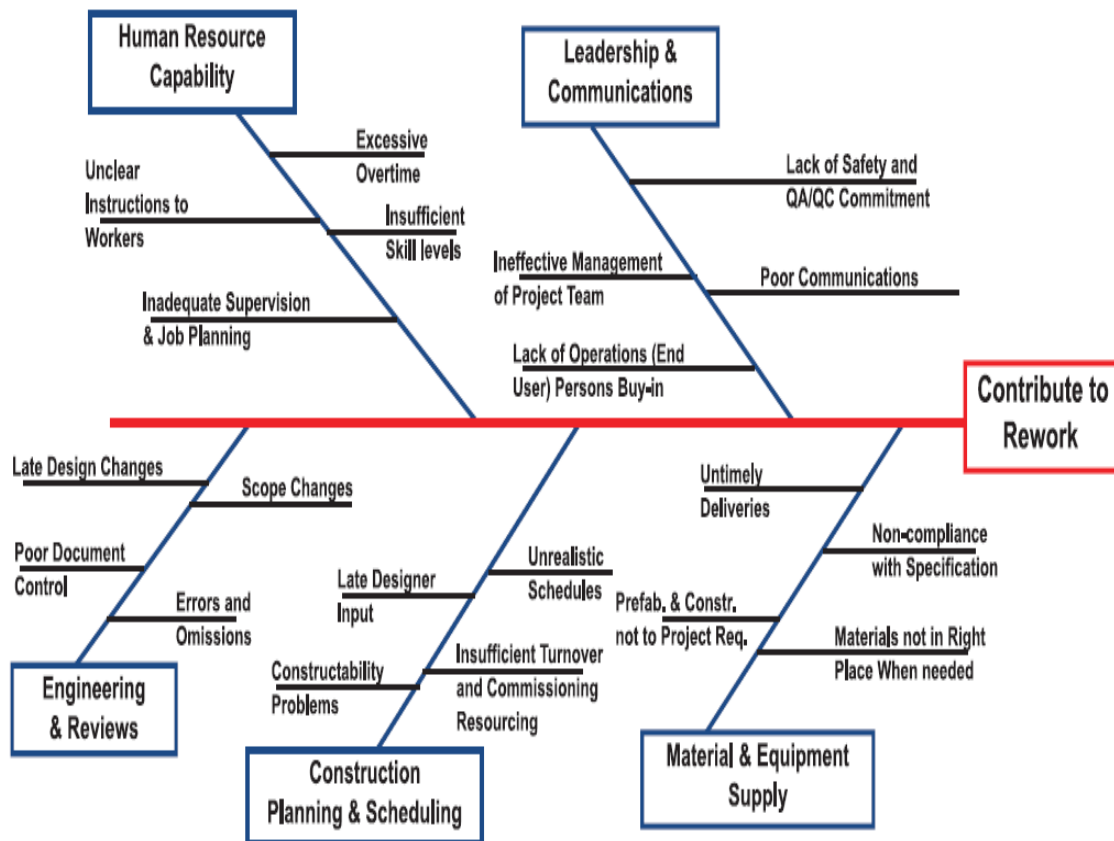 Human Resource
Capability
Leadership &
Communications
Excessive
Overtime
Unclear
Instructions to
Workers
Insufficient
Skill levels
Inadequate Supervision
& Job Planning
Lack of Safety and
QA/QC Commitment
Ineffective Management
of Project Team
Poor Communications
Lack of Operations (End
User) Persons Buy-in
Contribute to
Rework
Late Design Changes
Scope Changes
Poor Document
Control
Errors and
Omissions
Engineering
& Reviews
Late Designer
Input
Unrealistic
Schedules
Constructability
Problems
Insufficient Turnover
and Commissioning
Resourcing
Construction
Planning & Scheduling
Untimely
Deliveries
Non-compliance
with Specification
Prefab. & Constr.
not to Project Req.
Materials not in Right
Place When needed
Material & Equipment
Supply